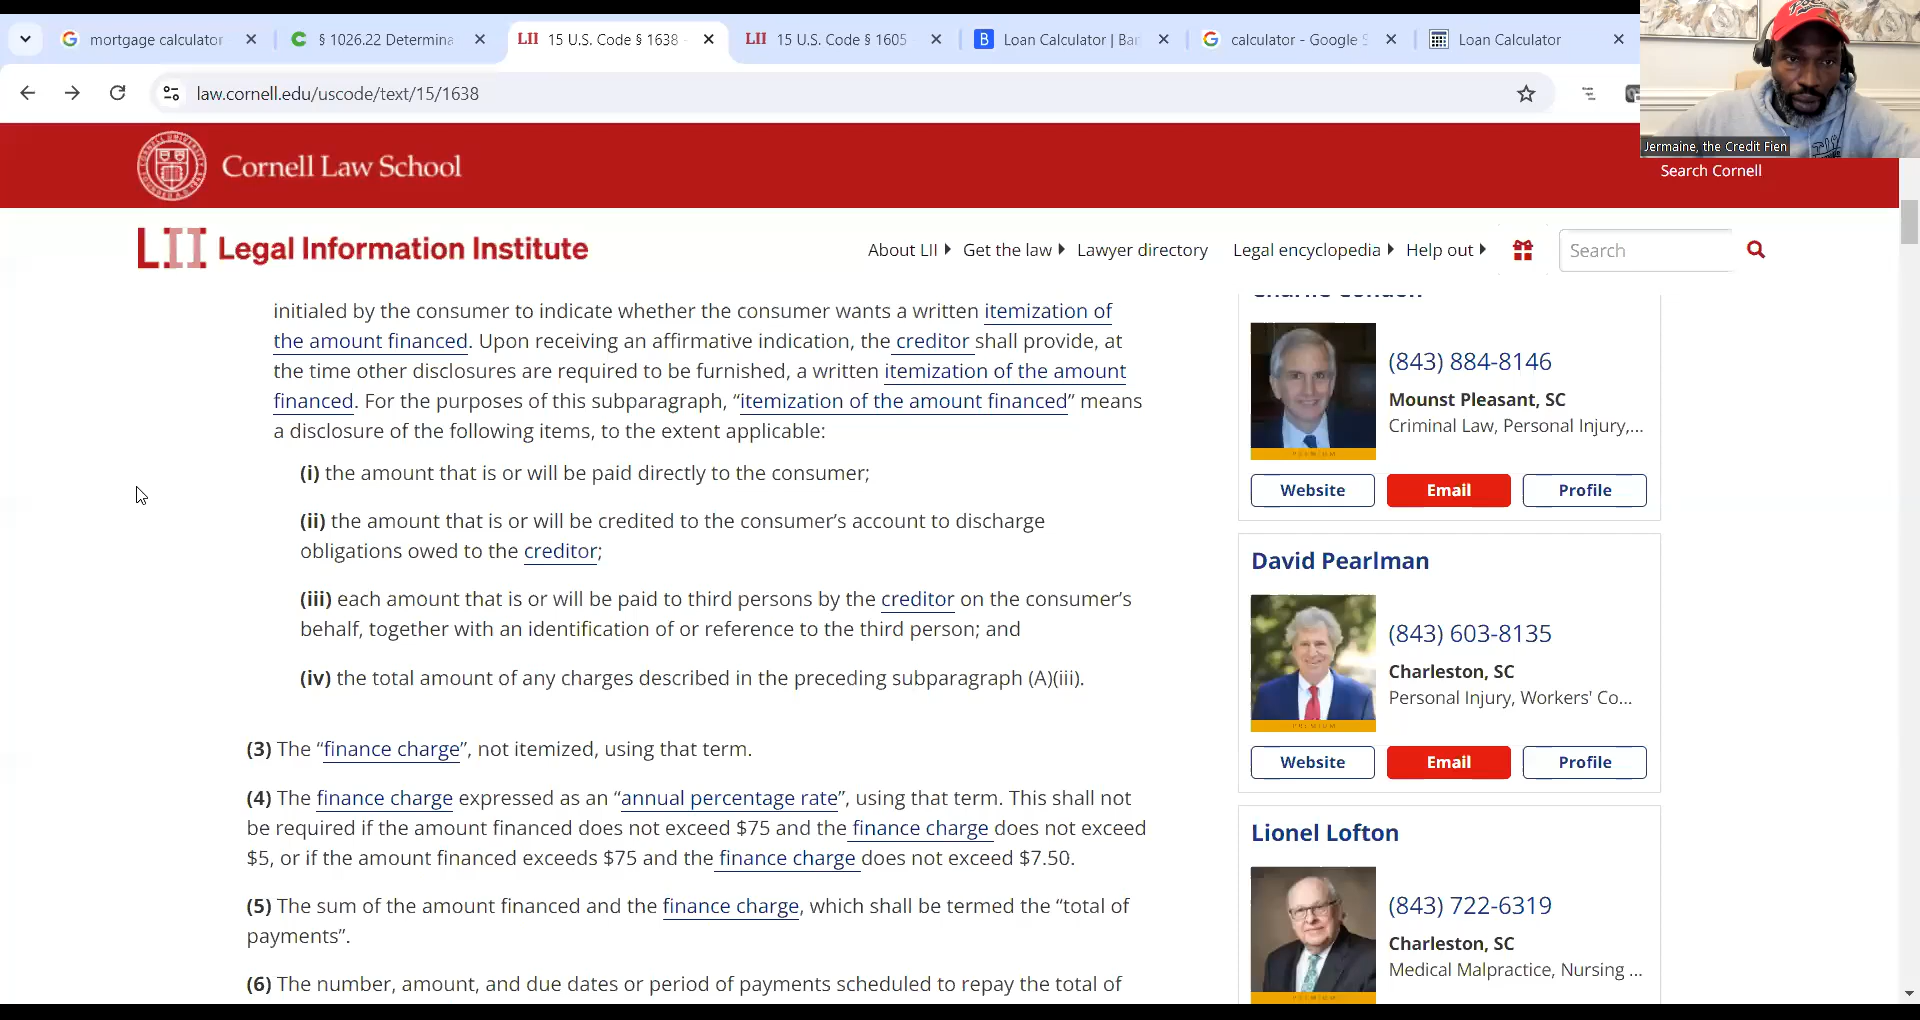 mortgage calculator
§ 1026.22 Determina
LII 15 U.S. Code § 1638 -
LII 15 U.S. Code § 1605
B Loan Calculator | Ban
calculator - Google S
Loan Calculator
law.cornell.edu/uscode/text/15/1638
Jermaine, the Credit Fien
Cornell Law School
Search Cornell
LII Legal Information Institute
About LII
Get the law
Lawyer directory
Legal encyclopedia
Help out
Search
initialed by the consumer to indicate whether the consumer wants a written itemization of
the amount financed. Upon receiving an affirmative indication, the creditor shall provide, at
the time other disclosures are required to be furnished, a written itemization of the amount
financed. For the purposes of this subparagraph, “itemization of the amount financed” means
a disclosure of the following items, to the extent applicable:
(i) the amount that is or will be paid directly to the consumer;
(ii) the amount that is or will be credited to the consumer’s account to discharge
obligations owed to the creditor;
(iii) each amount that is or will be paid to third persons by the creditor on the consumer’s
behalf, together with an identification of or reference to the third person; and
(iv) the total amount of any charges described in the preceding subparagraph (A)(iii).
(3) The “finance charge”, not itemized, using that term.
(4) The finance charge expressed as an “annual percentage rate”, using that term. This shall not
be required if the amount financed does not exceed $75 and the finance charge does not exceed
$5, or if the amount financed exceeds $75 and the finance charge does not exceed $7.50.
(5) The sum of the amount financed and the finance charge, which shall be termed the “total of
payments”.
(6) The number, amount, and due dates or period of payments scheduled to repay the total of
(843) 884-8146
Mounst Pleasant, SC
Criminal Law, Personal Injury,...
PREMIUM
Website
Email
Profile
David Pearlman
(843) 603-8135
Charleston, SC
Personal Injury, Workers' Co...
PREMIUM
Website
Email
Profile
Lionel Lofton
(843) 722-6319
Charleston, SC
Medical Malpractice, Nursing ...
PREMIUM